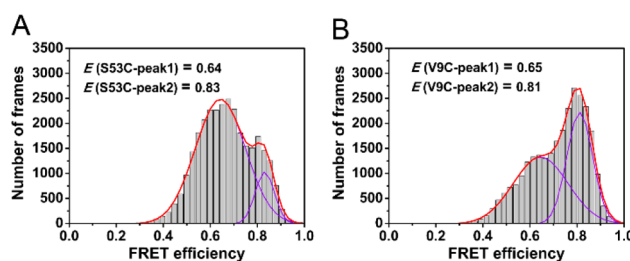 A
3500
3000
2500
2000
1500
1000
500
0
Number of frames
E (S53C-peak1) = 0.64
E (S53C-peak2) = 0.83
0.0 0.2 0.4 0.6 0.8 1.0
FRET efficiency
B
3500
3000
2500
2000
1500
1000
500
0
Number of frames
E (V9C-peak1) = 0.65
E (V9C-peak2) = 0.81
0.0 0.2 0.4 0.6 0.8 1.0
FRET efficiency